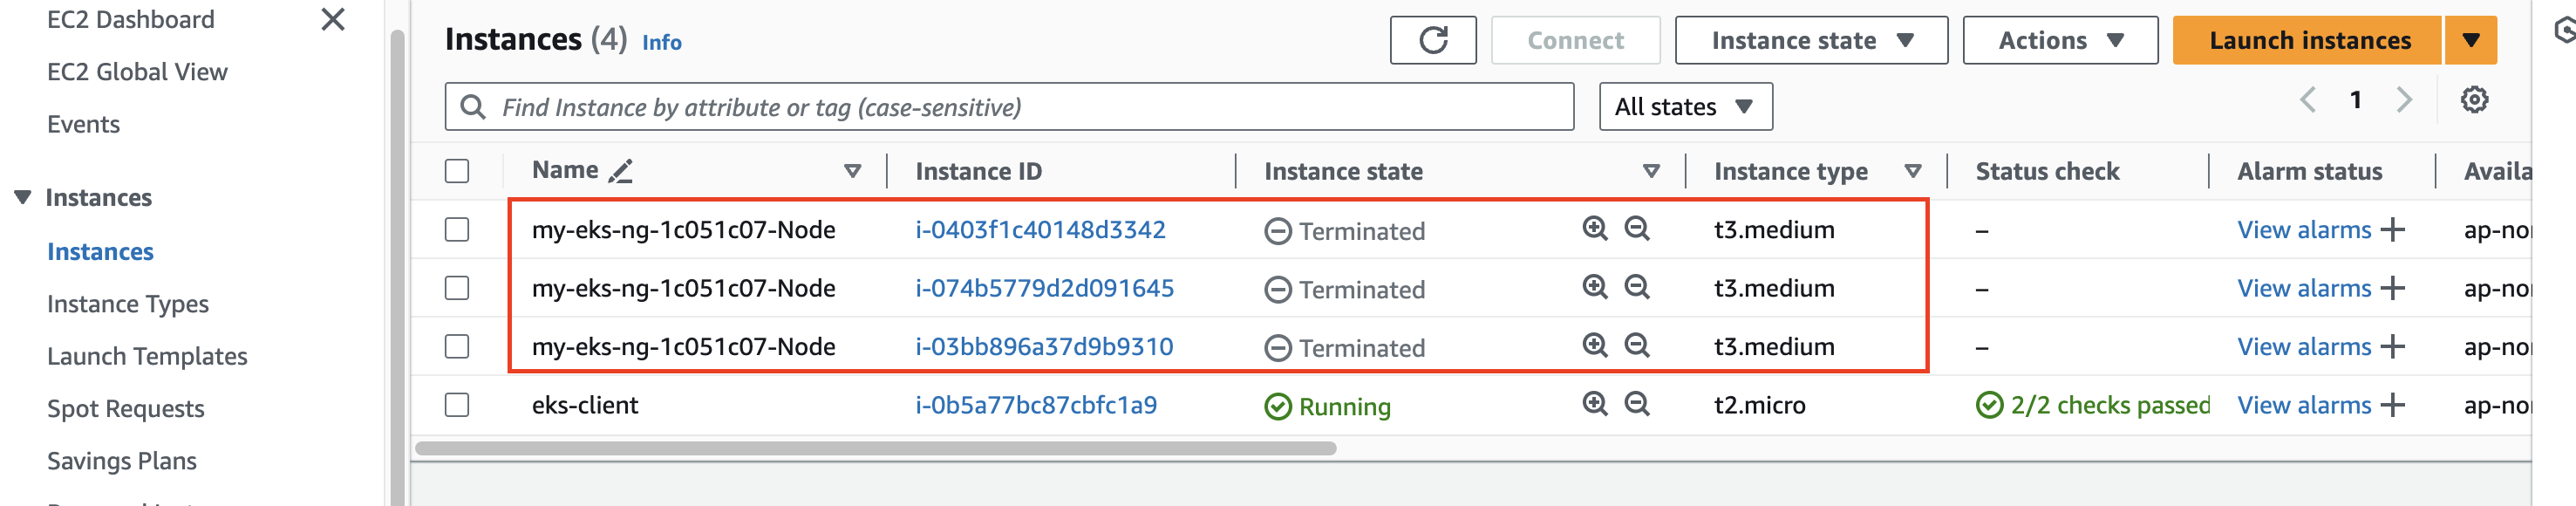 EC2 Dashboard
EC2 Global View
Events
Instances
Instances
Instance Types
Launch Templates
Spot Requests
Savings Plans
Instances (4) Info
Connect
Instance state
Actions
Launch instances
Find Instance by attribute or tag (case-sensitive)
All states
1
Name Instance ID Instance state Instance type Status check Alarm status Availa
my-eks-ng-1c051c07-Node i-0403f1c40148d3342 Terminated t3.medium – View alarms + ap-nor
my-eks-ng-1c051c07-Node i-074b5779d2d091645 Terminated t3.medium – View alarms + ap-nor
my-eks-ng-1c051c07-Node i-03bb896a37d9b9310 Terminated t3.medium – View alarms + ap-nor
eks-client i-0b5a77bc87cbfc1a9 Running t2.micro 2/2 checks passed View alarms + ap-nor